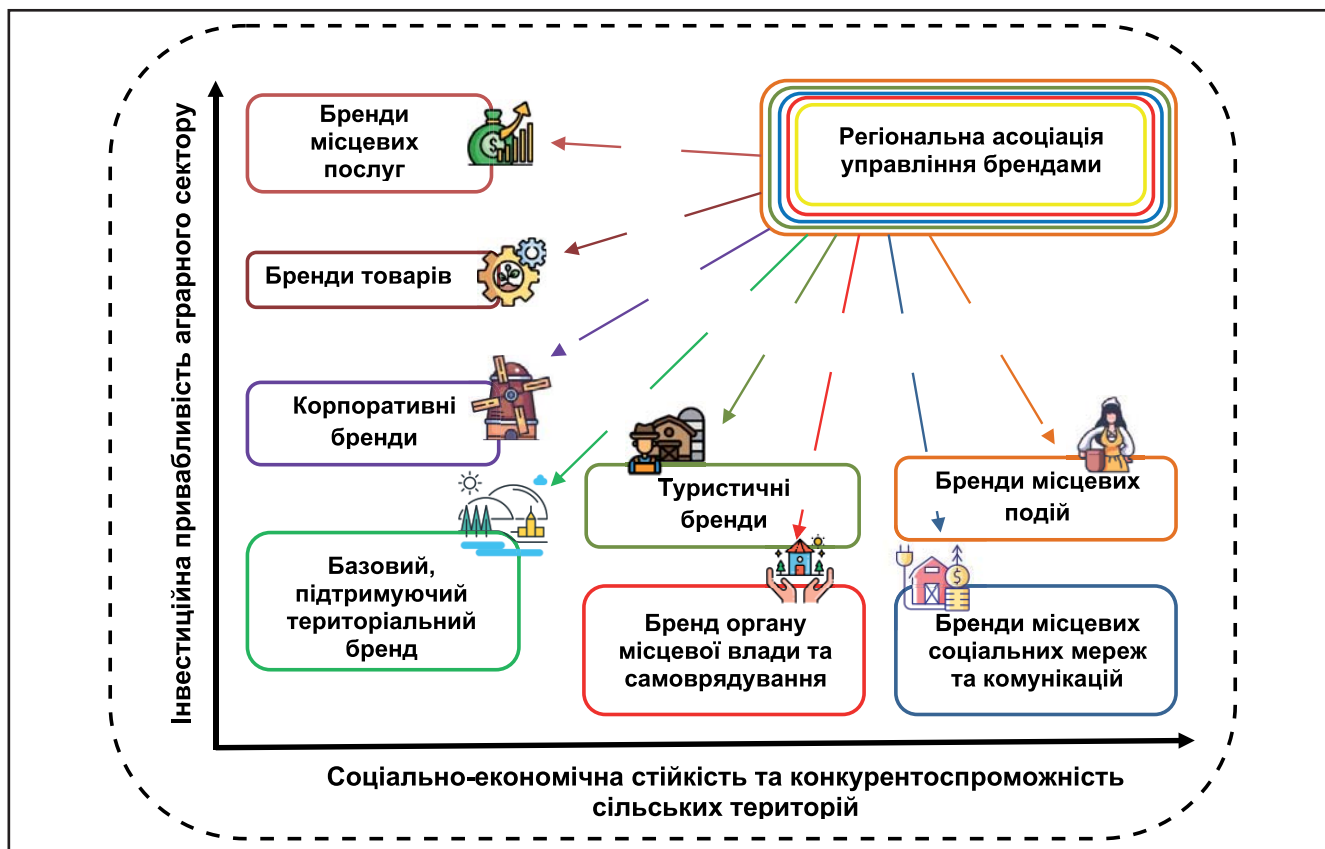 Інвестиційна привабливість аграрного сектору
Бренди
місцевих
послуг
Регіональна асоціація
управління брендами
Бренди товарів
Корпоративні
бренди
Туристичні
бренди
Бренди місцевих
подій
Базовий,
підтримуючий
територіальний
бренд
Бренд органу
місцевої влади та
самоврядування
Бренди місцевих
соціальних мереж
та комунікацій
Соціально-економічна стійкість та конкурентоспроможність
сільських територій